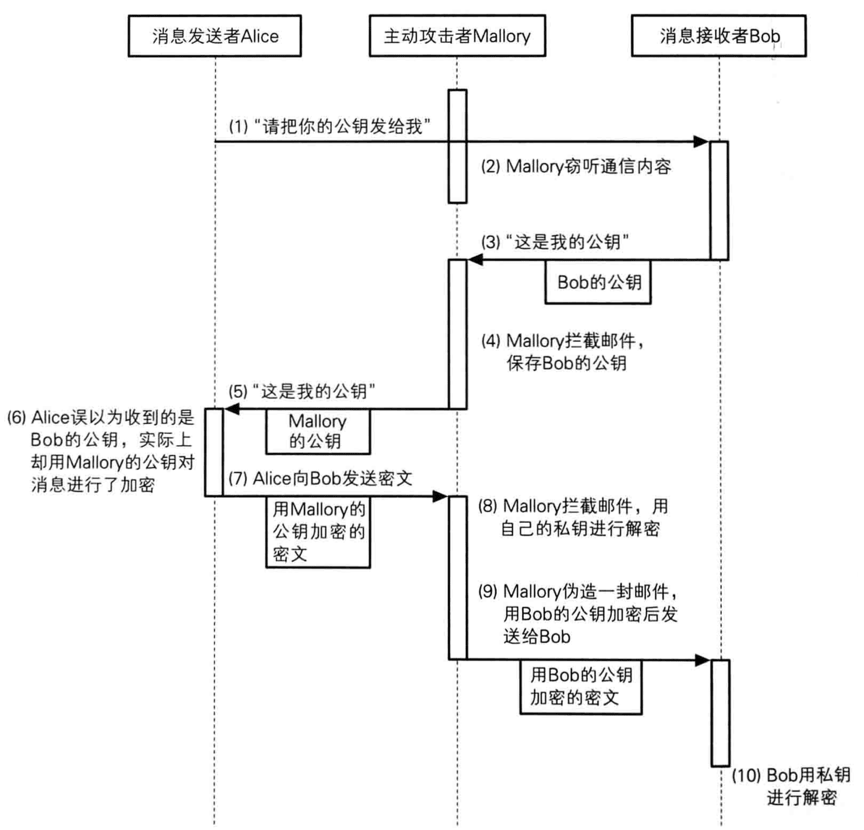 消息发送者Alice
主动攻击者Mallory
消息接收者Bob
(1) “请把你的公钥发给我”
(2) Mallory窃听通信内容
(3) “这是我的公钥”
Bob的公钥
(4) Mallory拦截邮件，
保存Bob的公钥
(5) “这是我的公钥”
Mallory
的公钥
(6) Alice误以为收到的是
Bob的公钥，实际上
却用Mallory的公钥对
消息进行了加密
(7) Alice向Bob发送密文
用Mallory的
公钥加密的
密文
(8) Mallory拦截邮件，用
自己的私钥进行解密
(9) Mallory伪造一封邮件，
用Bob的公钥加密后发
送给Bob
用Bob的公钥
加密的密文
(10) Bob用私钥
进行解密